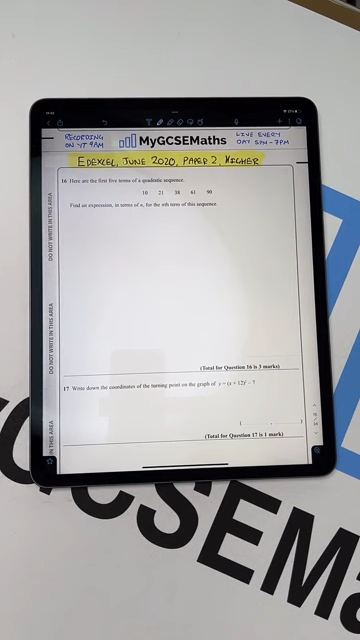 RECORDING
ON YT 9AM
MyGCSEMaths
LIVE EVERY
DAY 5PM-7PM
EDEXCEL, JUNE 2020, PAPER 2, HIGHER
16 Here are the first five terms of a quadratic sequence.
10 21 38 61 90
Find an expression, in terms of n, for the nth term of this sequence.
(Total for Question 16 is 3 marks)
17 Write down the coordinates of the turning point on the graph of y = (x + 12)² – 7
( , )
(Total for Question 17 is 1 mark)
DO NOT WRITE IN THIS AREA
DO NOT WRITE IN THIS AREA
IN THIS AREA
GCSEMa